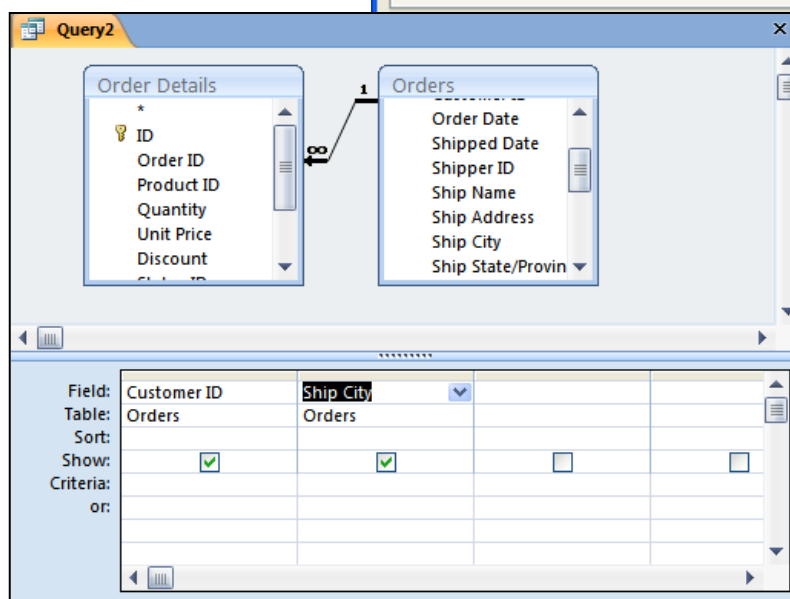 Query2
Order Details
*
ID
Order ID
Product ID
Quantity
Unit Price
Discount
1
∞
Orders
Order Date
Shipped Date
Shipper ID
Ship Name
Ship Address
Ship City
Ship State/Provin
Field: Customer ID Ship City
Table: Orders Orders
Sort:
Show:
Criteria:
or: